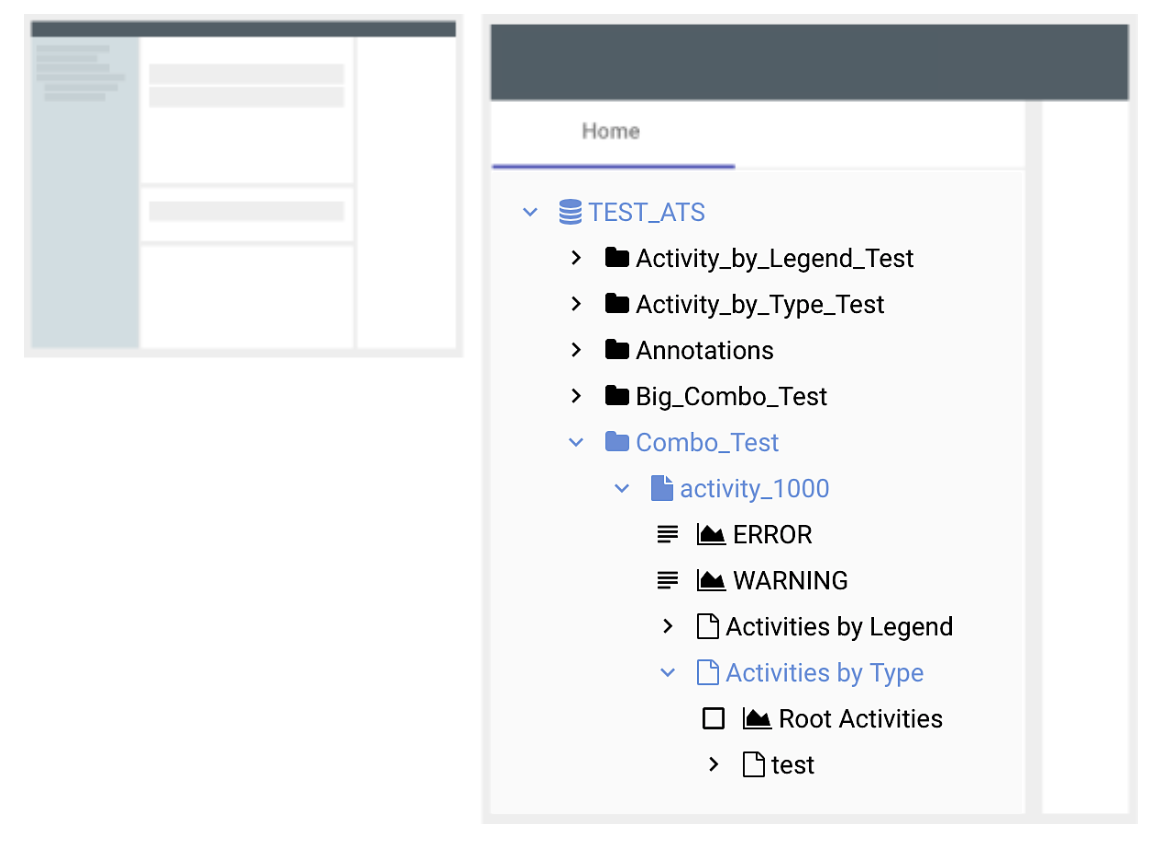 Home
TEST_ATS
Activity_by_Legend_Test
Activity_by_Type_Test
Annotations
Big_Combo_Test
Combo_Test
activity_1000
ERROR
WARNING
Activities by Legend
Activities by Type
Root Activities
test